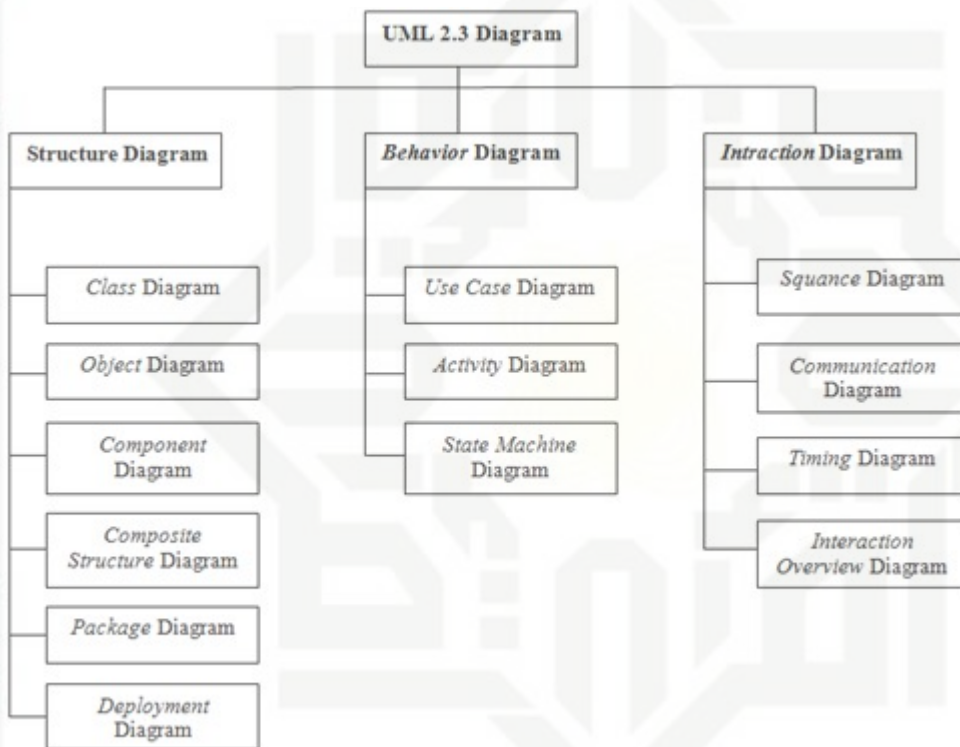 UML 2.3 Diagram
Structure Diagram
Behavior Diagram
Intraction Diagram
Class Diagram
Object Diagram
Component
Diagram
Composite
Structure Diagram
Package Diagram
Deployment
Diagram
Use Case Diagram
Activity Diagram
State Machine
Diagram
Squance Diagram
Communication
Diagram
Timing Diagram
Interaction
Overview Diagram